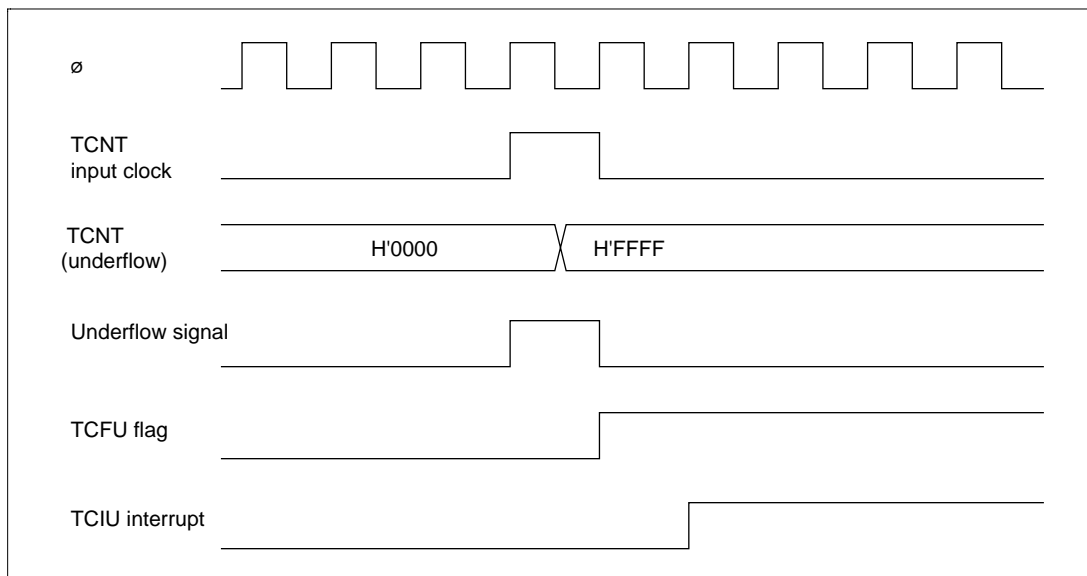 ø
TCNT
input clock
TCNT
(underflow)
H'0000
H'FFFF
Underflow signal
TCFU flag
TCIU interrupt